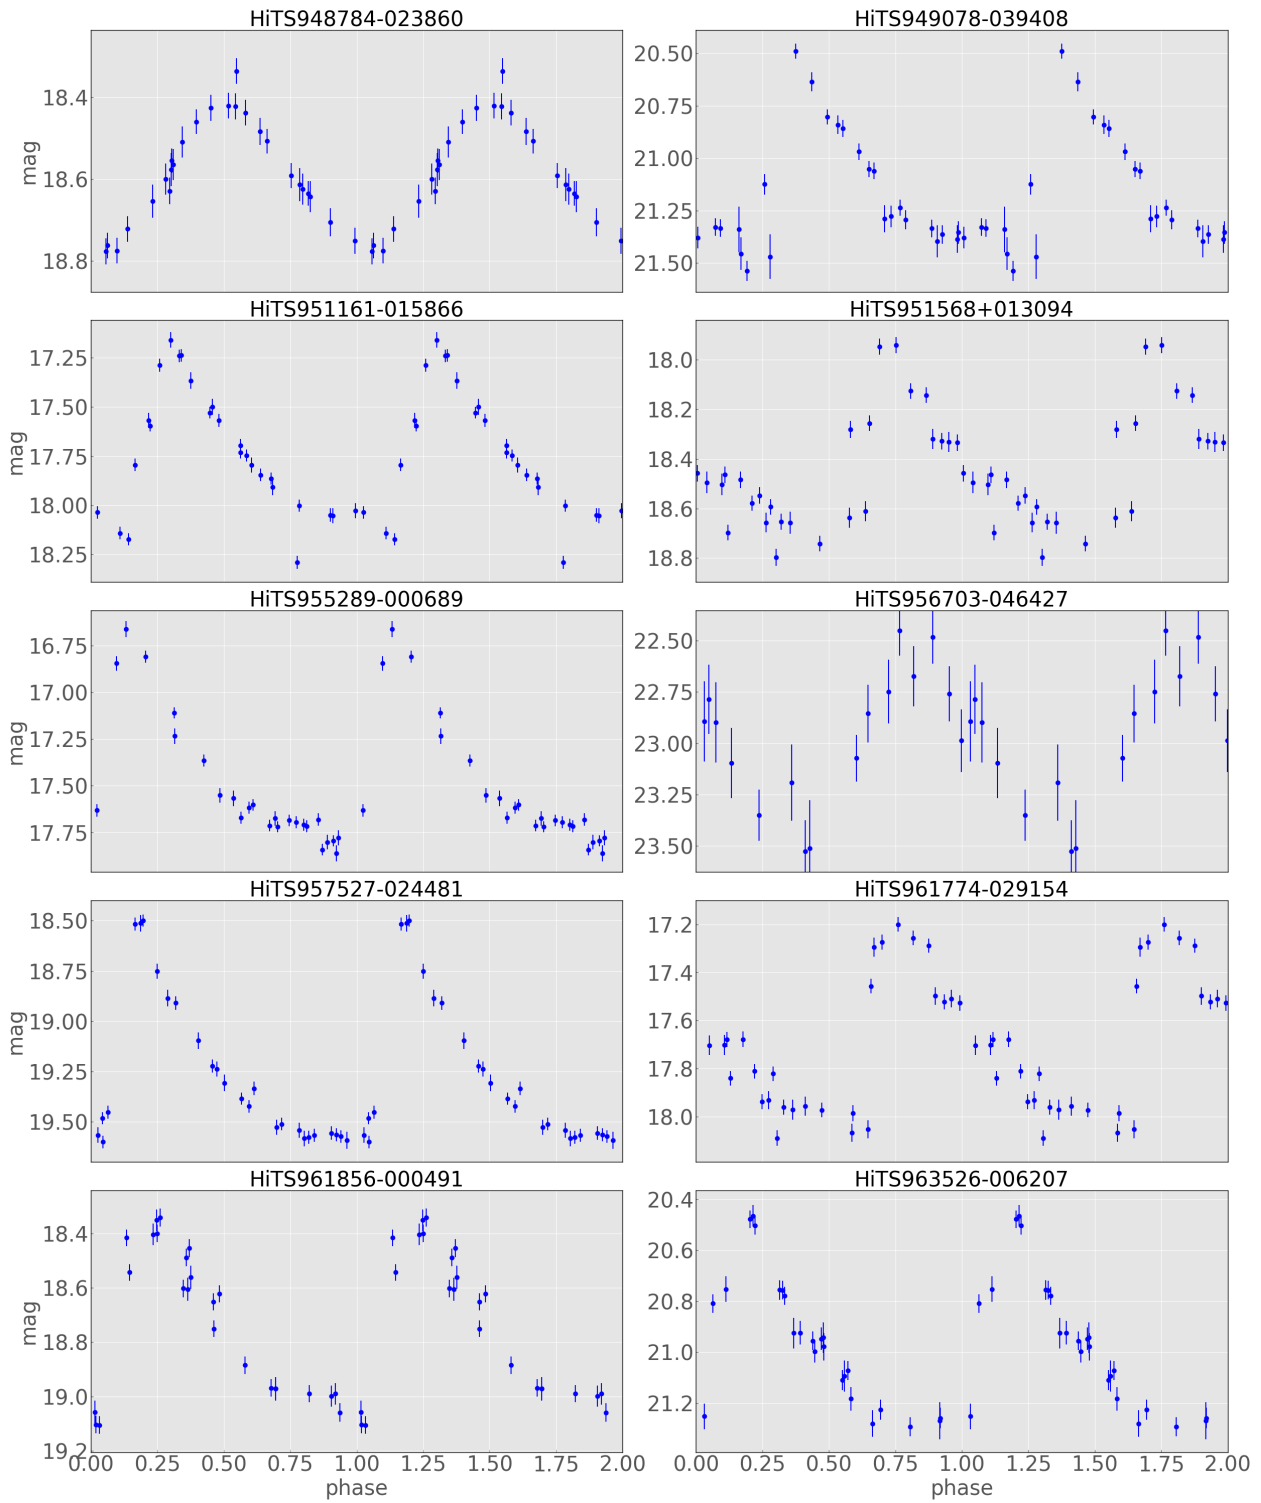 HiTS948784-023860
HiTS949078-039408
mag
18.4
18.6
18.8
20.50
20.75
21.00
21.25
21.50
HiTS951161-015866
HiTS951568+013094
mag
17.25
17.50
17.75
18.00
18.25
18.0
18.2
18.4
18.6
18.8
HiTS955289-000689
HiTS956703-046427
mag
16.75
17.00
17.25
17.50
17.75
22.50
22.75
23.00
23.25
23.50
HiTS957527-024481
HiTS961774-029154
mag
18.50
18.75
19.00
19.25
19.50
17.2
17.4
17.6
17.8
18.0
HiTS961856-000491
HiTS963526-006207
mag
18.4
18.6
18.8
19.0
19.2
20.4
20.6
20.8
21.0
21.2
0.00 0.25 0.50 0.75 1.00 1.25 1.50 1.75 2.00
0.00 0.25 0.50 0.75 1.00 1.25 1.50 1.75 2.00
phase
phase